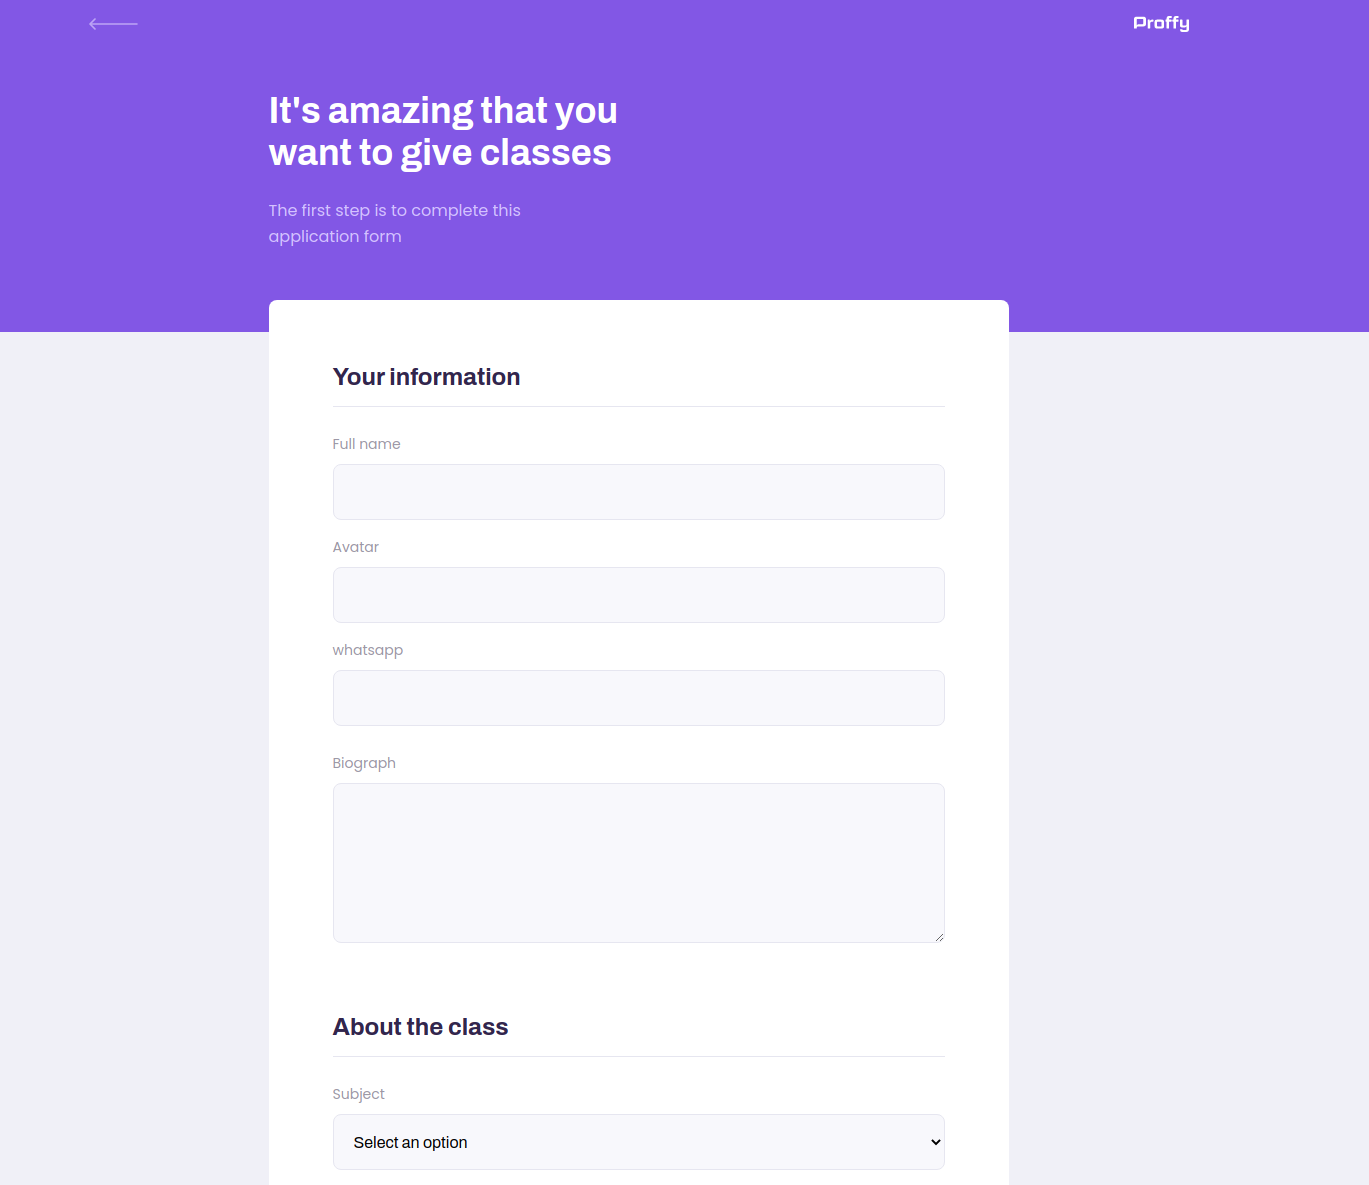 Proffy
It's amazing that you
want to give classes
The first step is to complete this
application form
Your information
Full name
Avatar
whatsapp
Biograph
About the class
Subject
Select an option